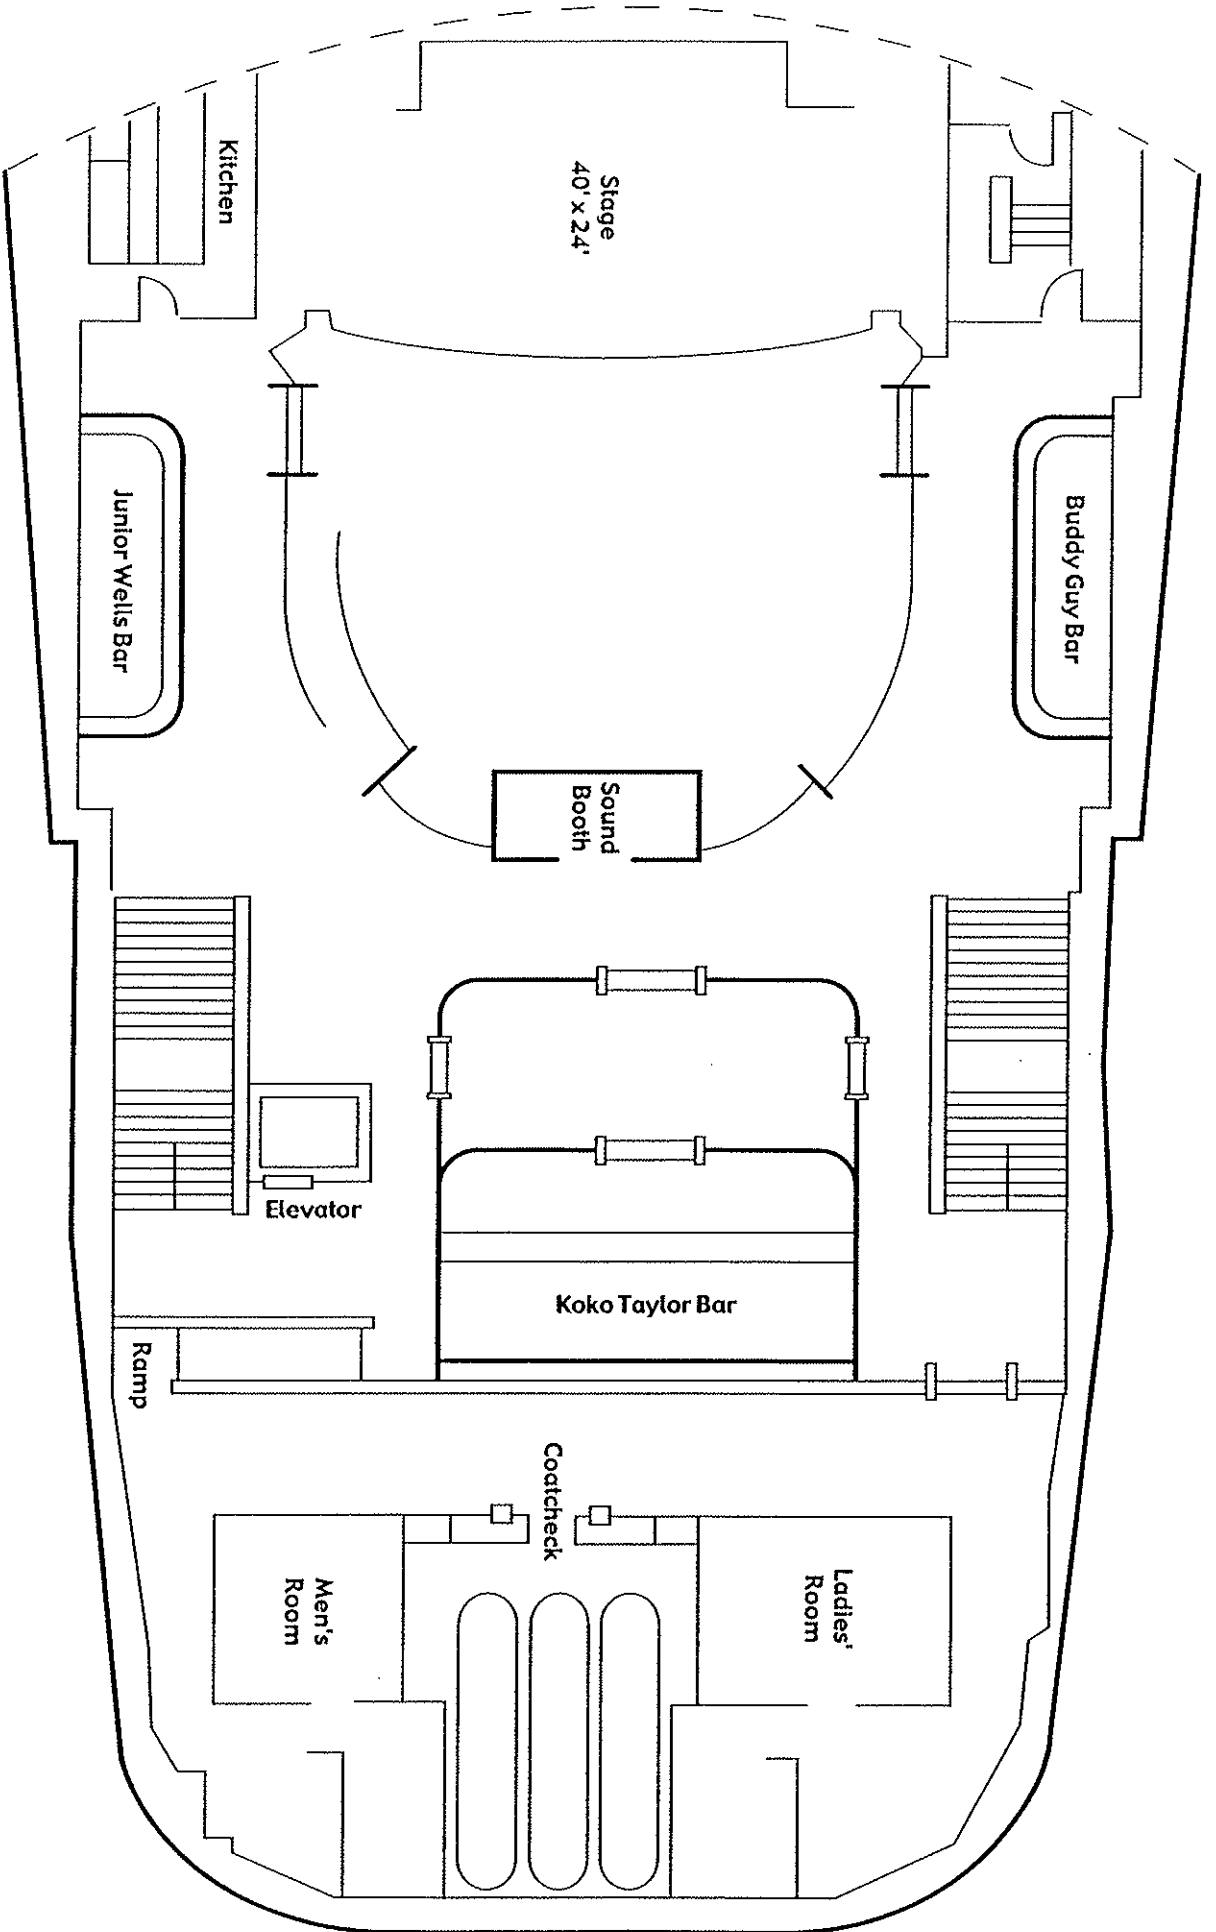 Kitchen
Stage
40' x 24'
Junior Wells Bar
Buddy Guy Bar
Sound
Booth
Elevator
Koko Taylor Bar
Ramp
Coatcheck
Men's
Room
Ladies'
Room